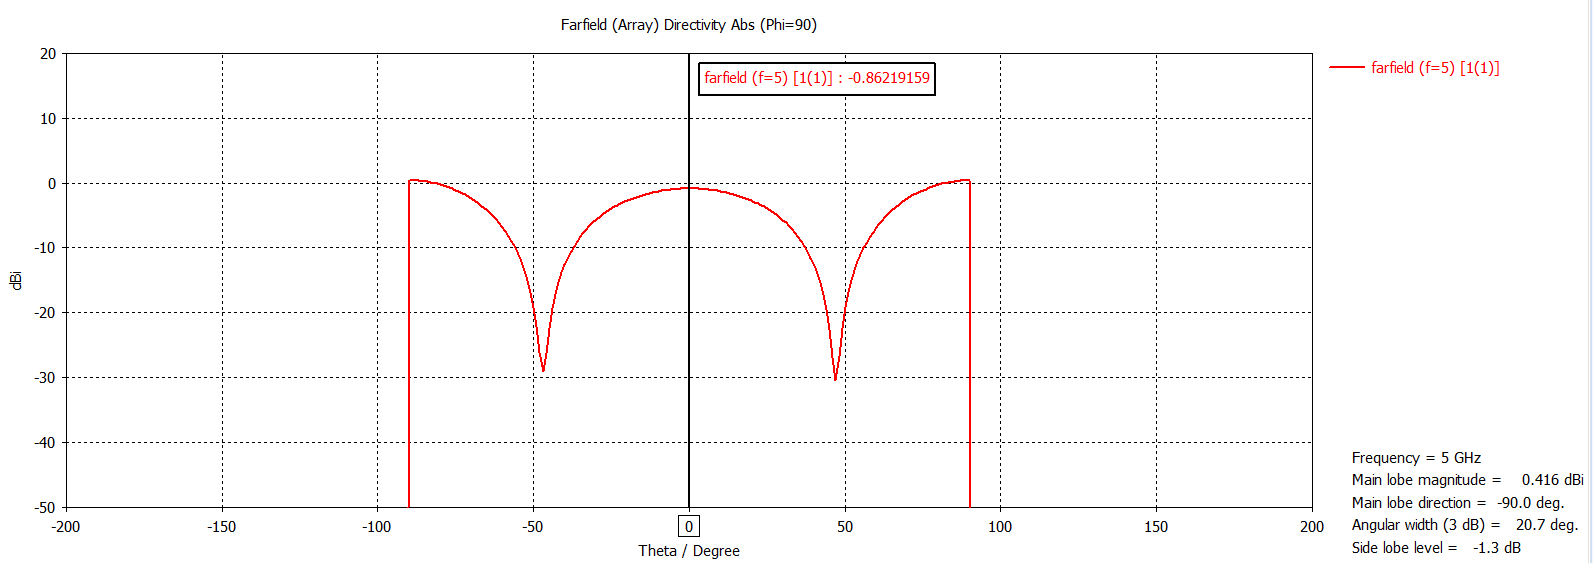 Farfield (Array) Directivity Abs (Phi=90)
20
farfield (f=5) [1(1)] : -0.86219159
farfield (f=5) [1(1)]
10
0
-10
dBi
-20
-30
-40
-50
-200
-150
-100
-50
0
50
100
150
200
Theta / Degree
Frequency = 5 GHz
Main lobe magnitude = 0.416 dBi
Main lobe direction = -90.0 deg.
Angular width (3 dB) = 20.7 deg.
Side lobe level = -1.3 dB